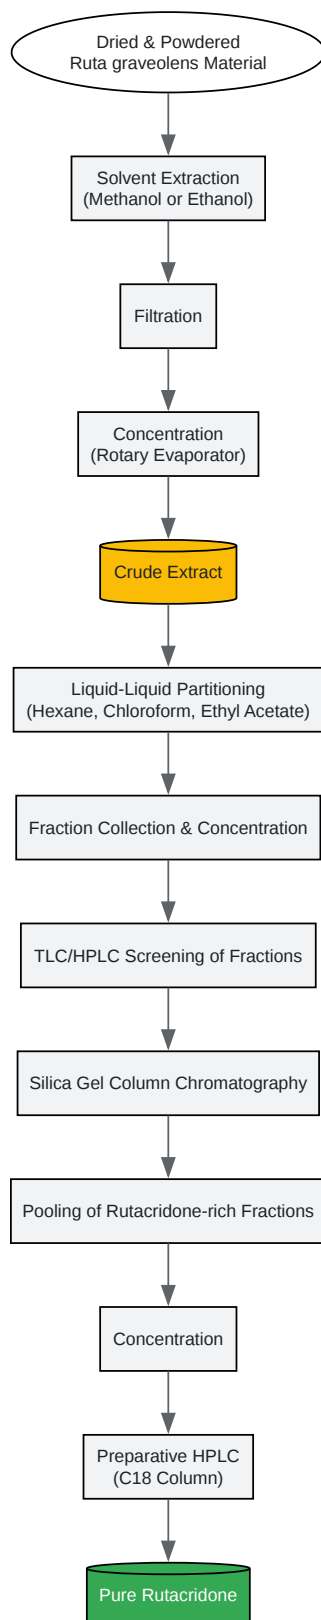 Dried & Powdered
Ruta graveolens Material
Solvent Extraction
(Methanol or Ethanol)
Filtration
Concentration
(Rotary Evaporator)
Crude Extract
Liquid-Liquid Partitioning
(Hexane, Chloroform, Ethyl Acetate)
Fraction Collection & Concentration
TLC/HPLC Screening of Fractions
Silica Gel Column Chromatography
Pooling of Rutacridone-rich Fractions
Concentration
Preparative HPLC
(C18 Column)
Pure Rutacridone